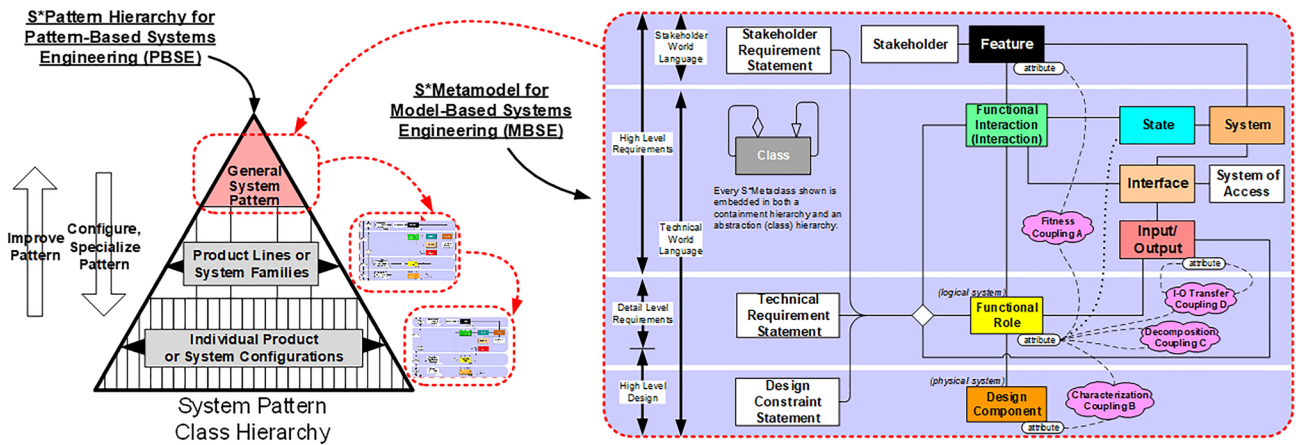 S*Pattern Hierarchy for
Pattern-Based Systems
Engineering (PBSE)
S*Metamodel for
Model-Based Systems
Engineering (MBSE)
General
System
Pattern
Improve
Pattern
Configure,
Specialize
Pattern
Product Lines or
System Families
Individual Product
or System Configurations
System Pattern
Class Hierarchy
Stakeholder
World
Language
High Level
Requirements
Technical
World
Language
Detail Level
Requirements
High Level
Design
Stakeholder
Requirement
Statement
Stakeholder
Feature
attribute
Class
Every S*Metaclass shown is
embedded in both a
containment hierarchy and an
abstraction (class) hierarchy.
Functional
Interaction
(Interaction)
State
System
Interface
System of
Access
Fitness
Coupling A
Input/
Output
attribute
I-O Transfer
Coupling D
Technical
Requirement
Statement
(logical system)
Functional
Role
attribute
Decomposition
Coupling C
Design
Constraint
Statement
(physical system)
Design
Component
attribute
Characterization
Coupling B